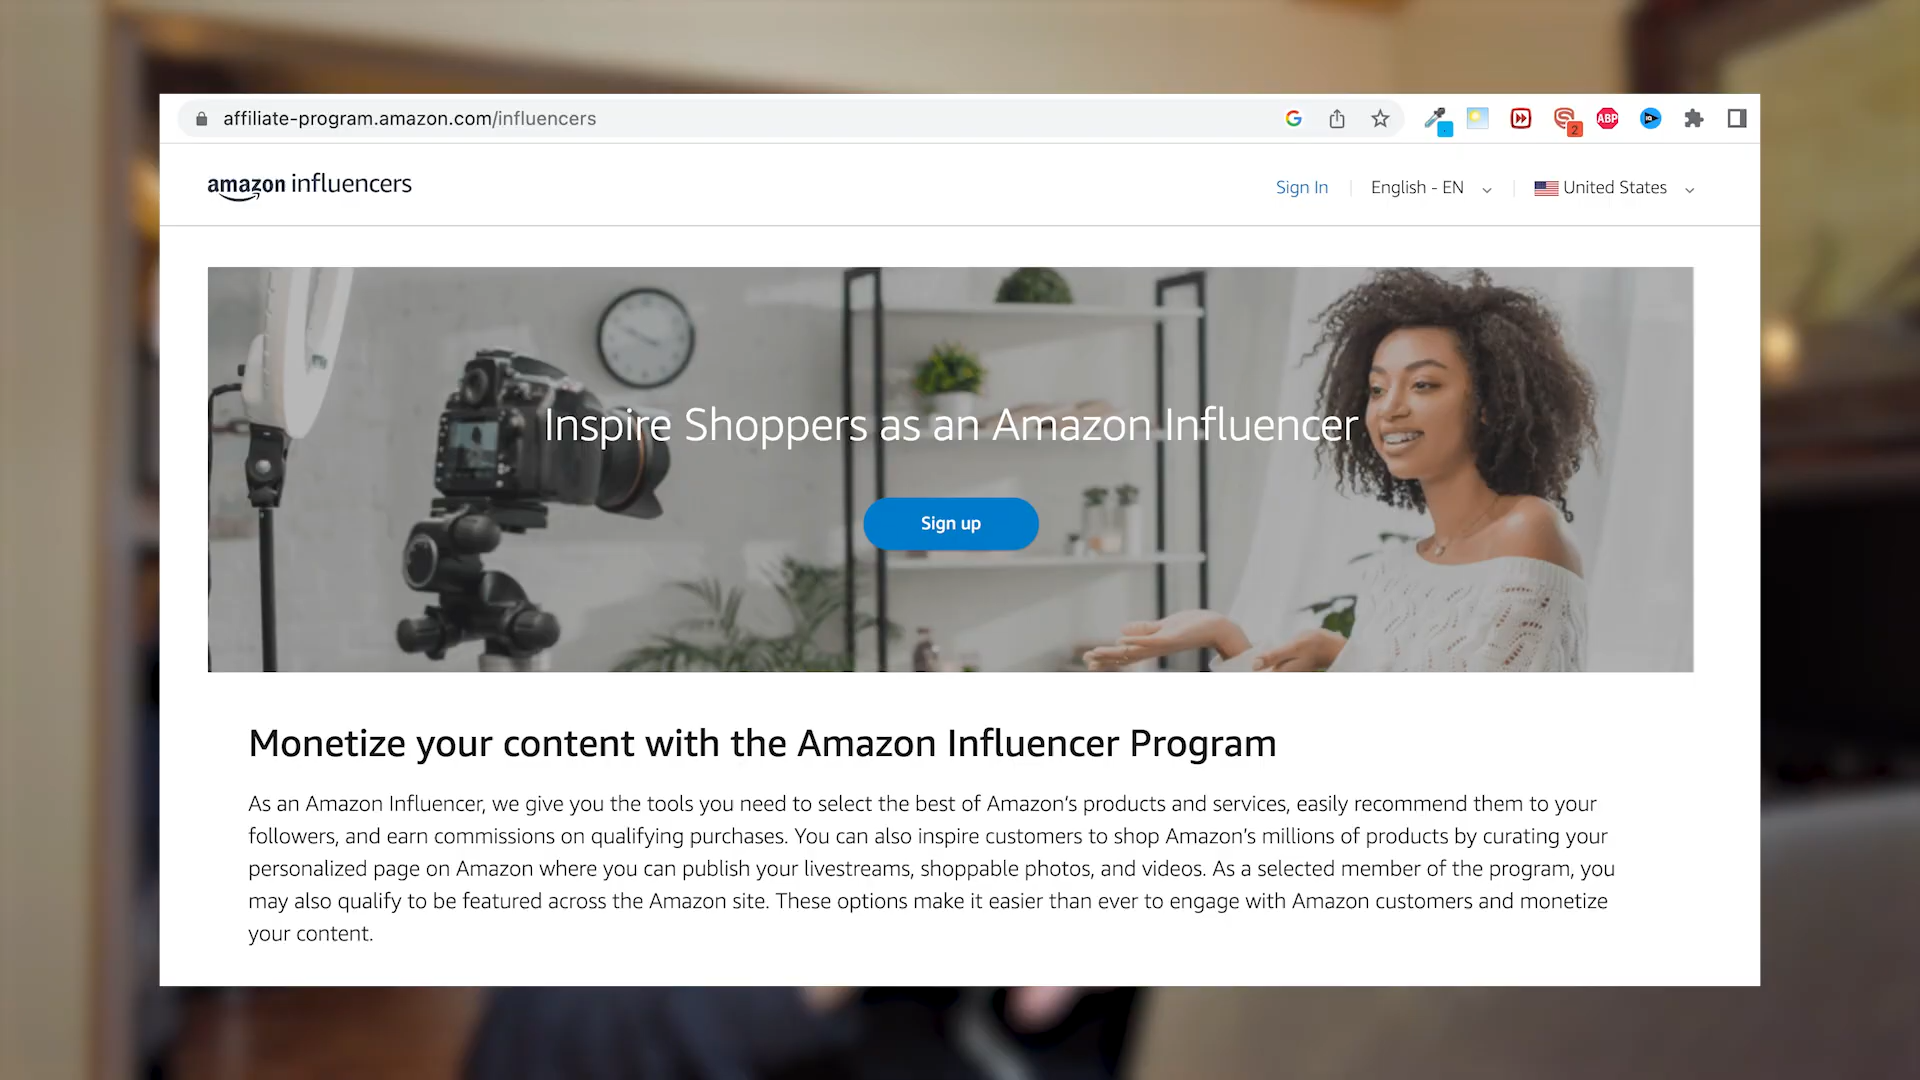 affiliate-program.amazon.com/influencers
2
ABP
amazon influencers
Sign In
English - EN
United States
Inspire Shoppers as an Amazon Influencer
Sign up
Monetize your content with the Amazon Influencer Program
As an Amazon Influencer, we give you the tools you need to select the best of Amazon’s products and services, easily recommend them to your
followers, and earn commissions on qualifying purchases. You can also inspire customers to shop Amazon’s millions of products by curating your
personalized page on Amazon where you can publish your livestreams, shoppable photos, and videos. As a selected member of the program, you
may also qualify to be featured across the Amazon site. These options make it easier than ever to engage with Amazon customers and monetize
your content.